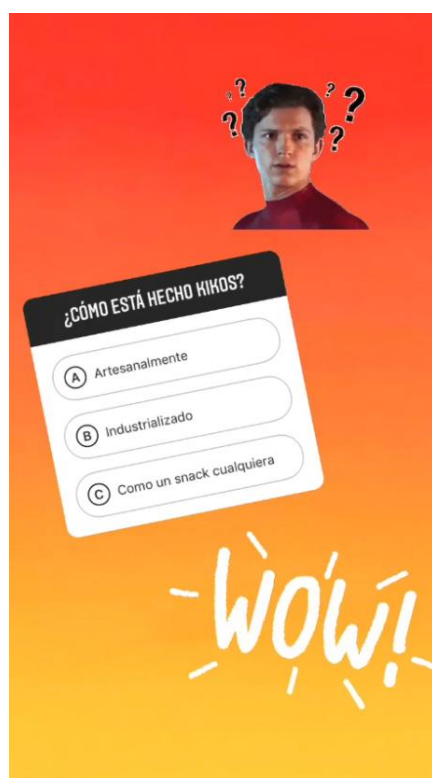 ? ? ? ? ?
¿CÓMO ESTÁ HECHO KIKOS?
A Artesanalmente
B Industrializado
C Como un snack cualquiera
WOW!